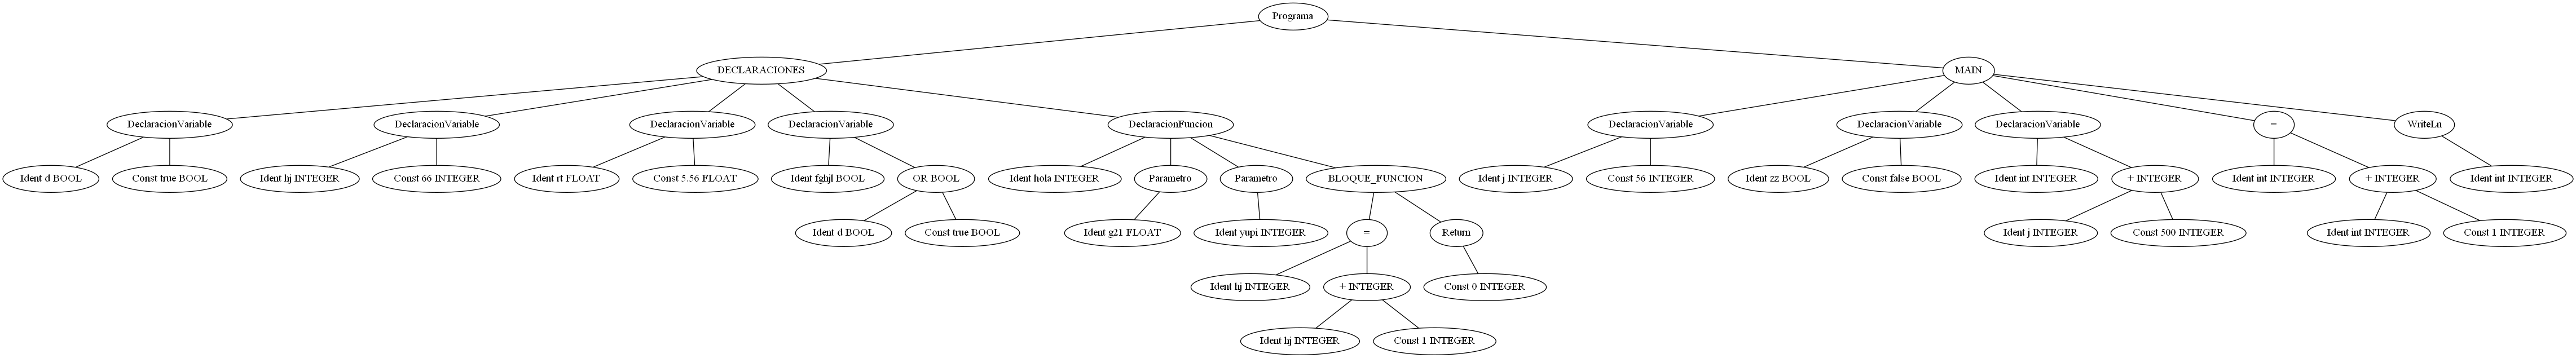 Programa
DECLARACIONES
MAIN
DeclaracionVariable
DeclaracionVariable
DeclaracionVariable
DeclaracionVariable
DeclaracionFuncion
DeclaracionVariable
DeclaracionVariable
DeclaracionVariable
=
WriteLn
Ident d BOOL
Const true BOOL
Ident hj INTEGER
Const 66 INTEGER
Ident rt FLOAT
Const 5.56 FLOAT
Ident fghjl BOOL
OR BOOL
Ident hola INTEGER
Parametro
Parametro
BLOQUE_FUNCION
Ident j INTEGER
Const 56 INTEGER
Ident zz BOOL
Const false BOOL
Ident int INTEGER
+ INTEGER
Ident int INTEGER
+ INTEGER
Ident int INTEGER
Ident d BOOL
Const true BOOL
Ident g21 FLOAT
Ident yupi INTEGER
=
Return
Ident j INTEGER
Const 500 INTEGER
Ident int INTEGER
Const 1 INTEGER
Ident hj INTEGER
+ INTEGER
Const 0 INTEGER
Ident hj INTEGER
Const 1 INTEGER